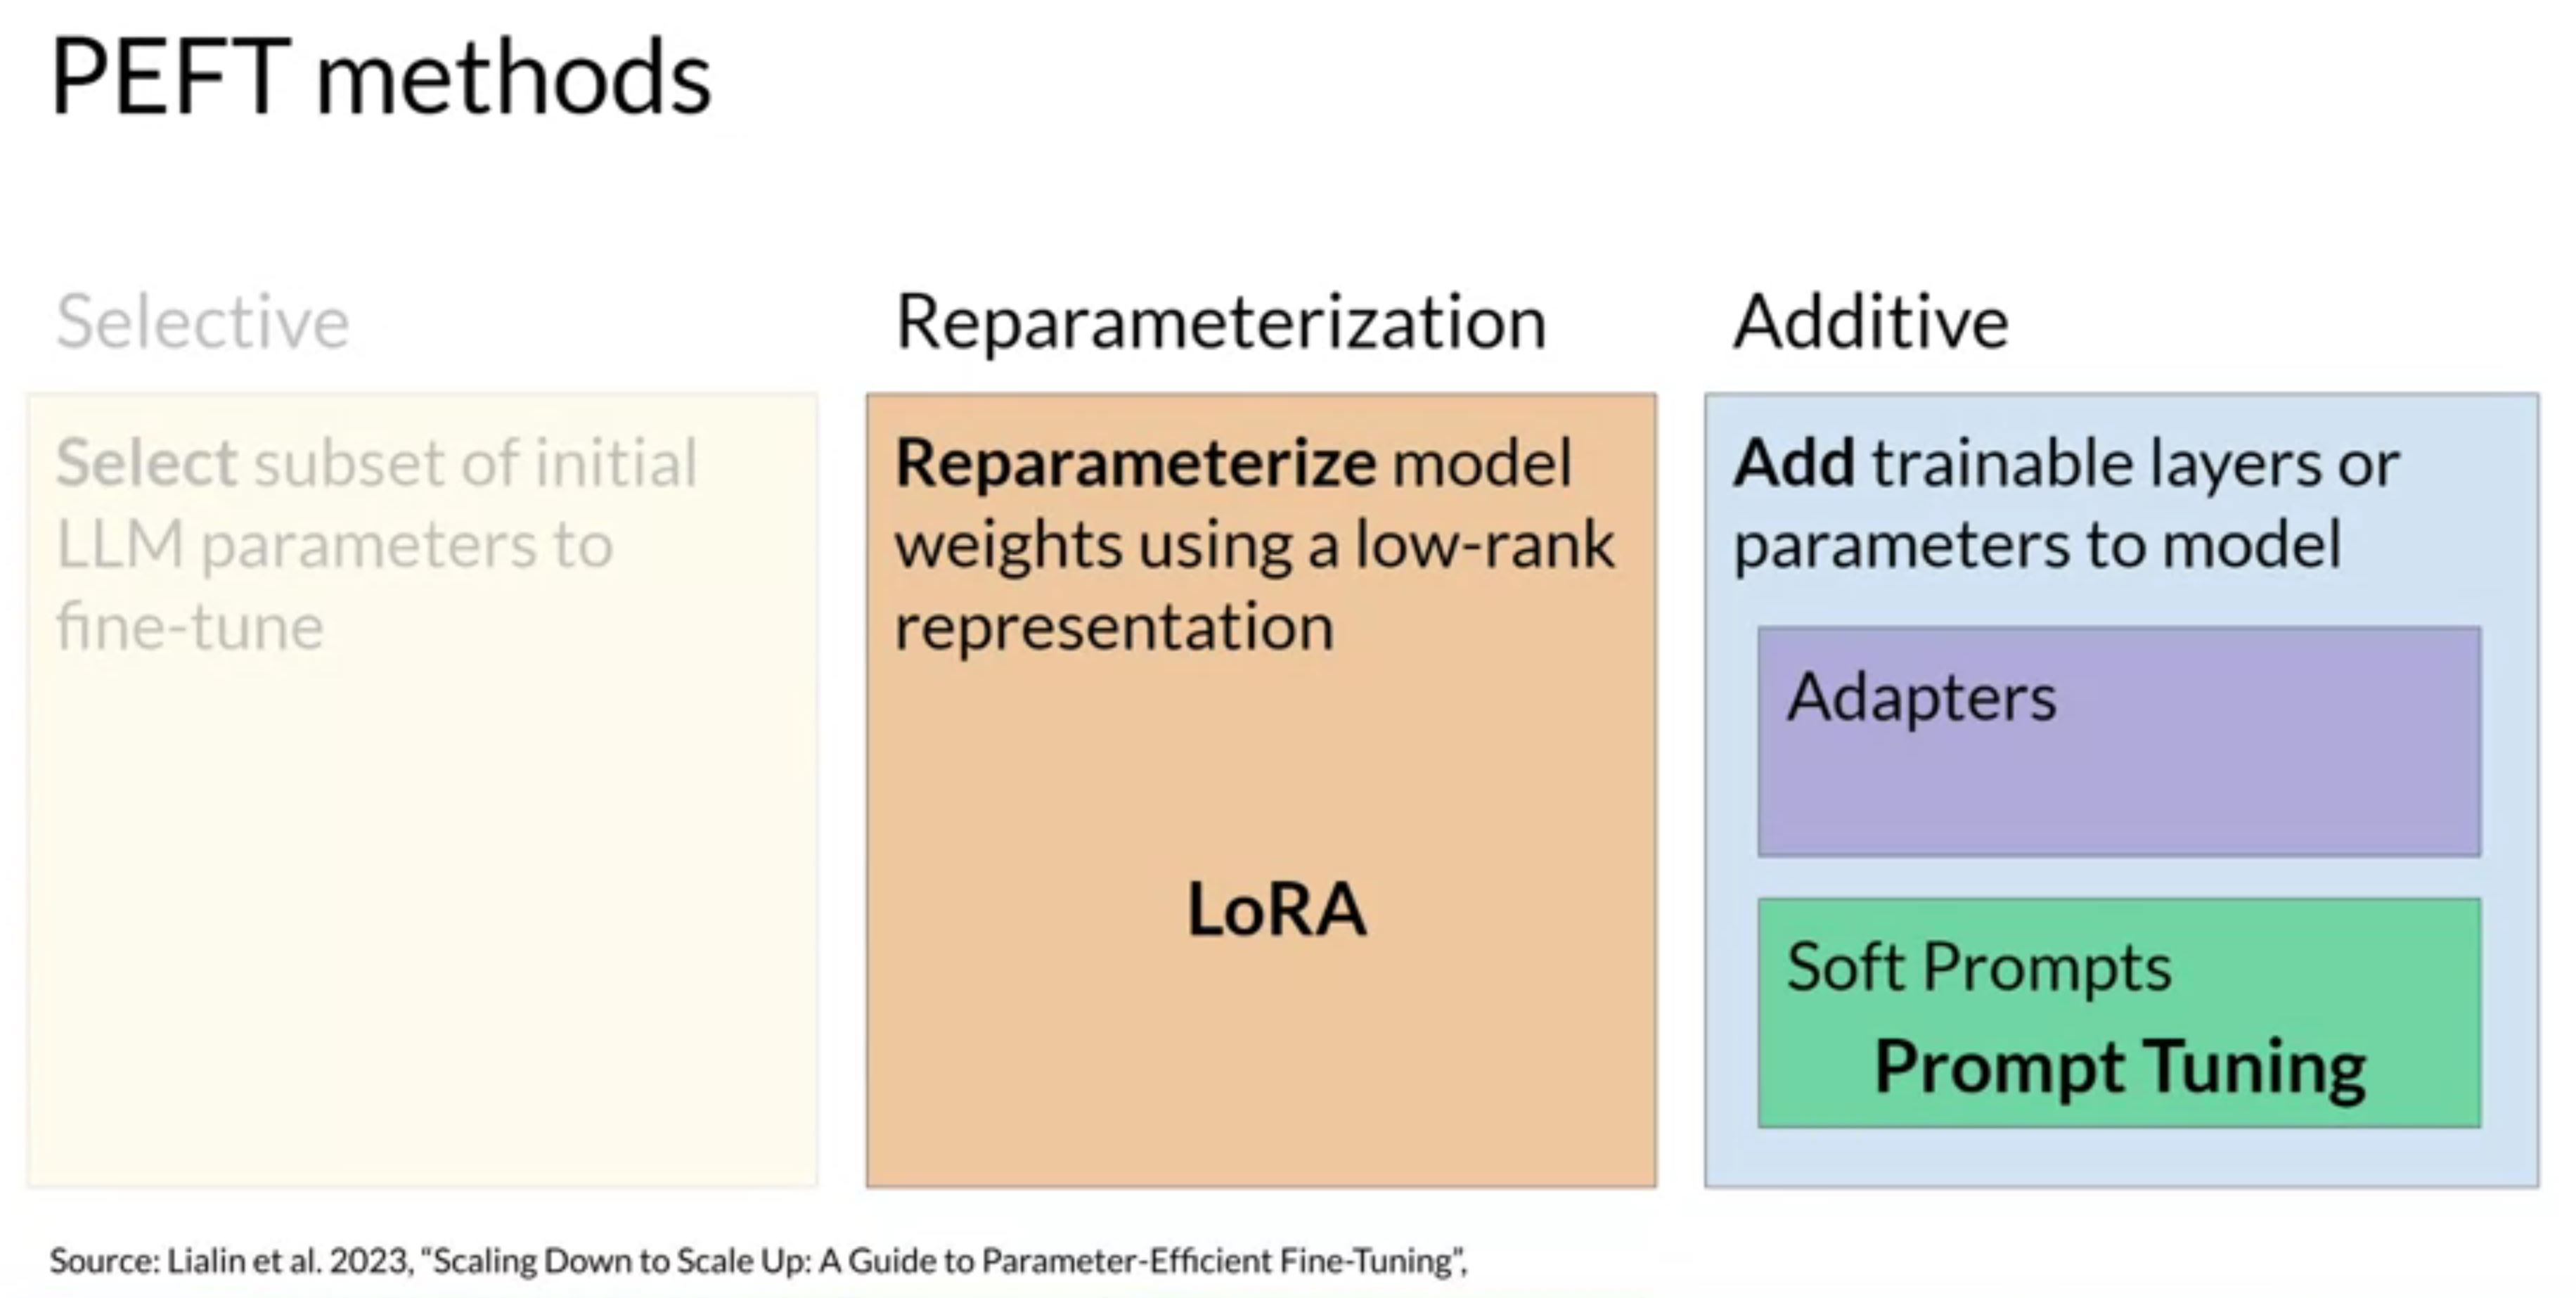 PEFT methods
Selective
Select subset of initial
LLM parameters to
fine-tune
Reparameterization
Reparameterize model
weights using a low-rank
representation
LoRA
Additive
Add trainable layers or
parameters to model
Adapters
Soft Prompts
Prompt Tuning
Source: Lialin et al. 2023, “Scaling Down to Scale Up: A Guide to Parameter-Efficient Fine-Tuning”,